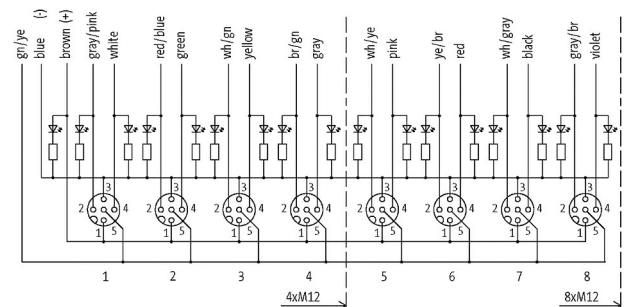 gn/ye
blue (-)
brown (+)
gray/pink
white
red/blue
green
wh/gn
yellow
br/gn
gray
wh/ye
pink
ye/br
red
wh/gray
black
gray/br
violet
3 3 3 3 3 3 3 3
2 4 2 4 2 4 2 4 2 4 2 4 2 4 2 4
1 5 1 5 1 5 1 5 1 5 1 5 1 5 1 5
1 2 3 4 5 6 7 8
4xM12 8xM12